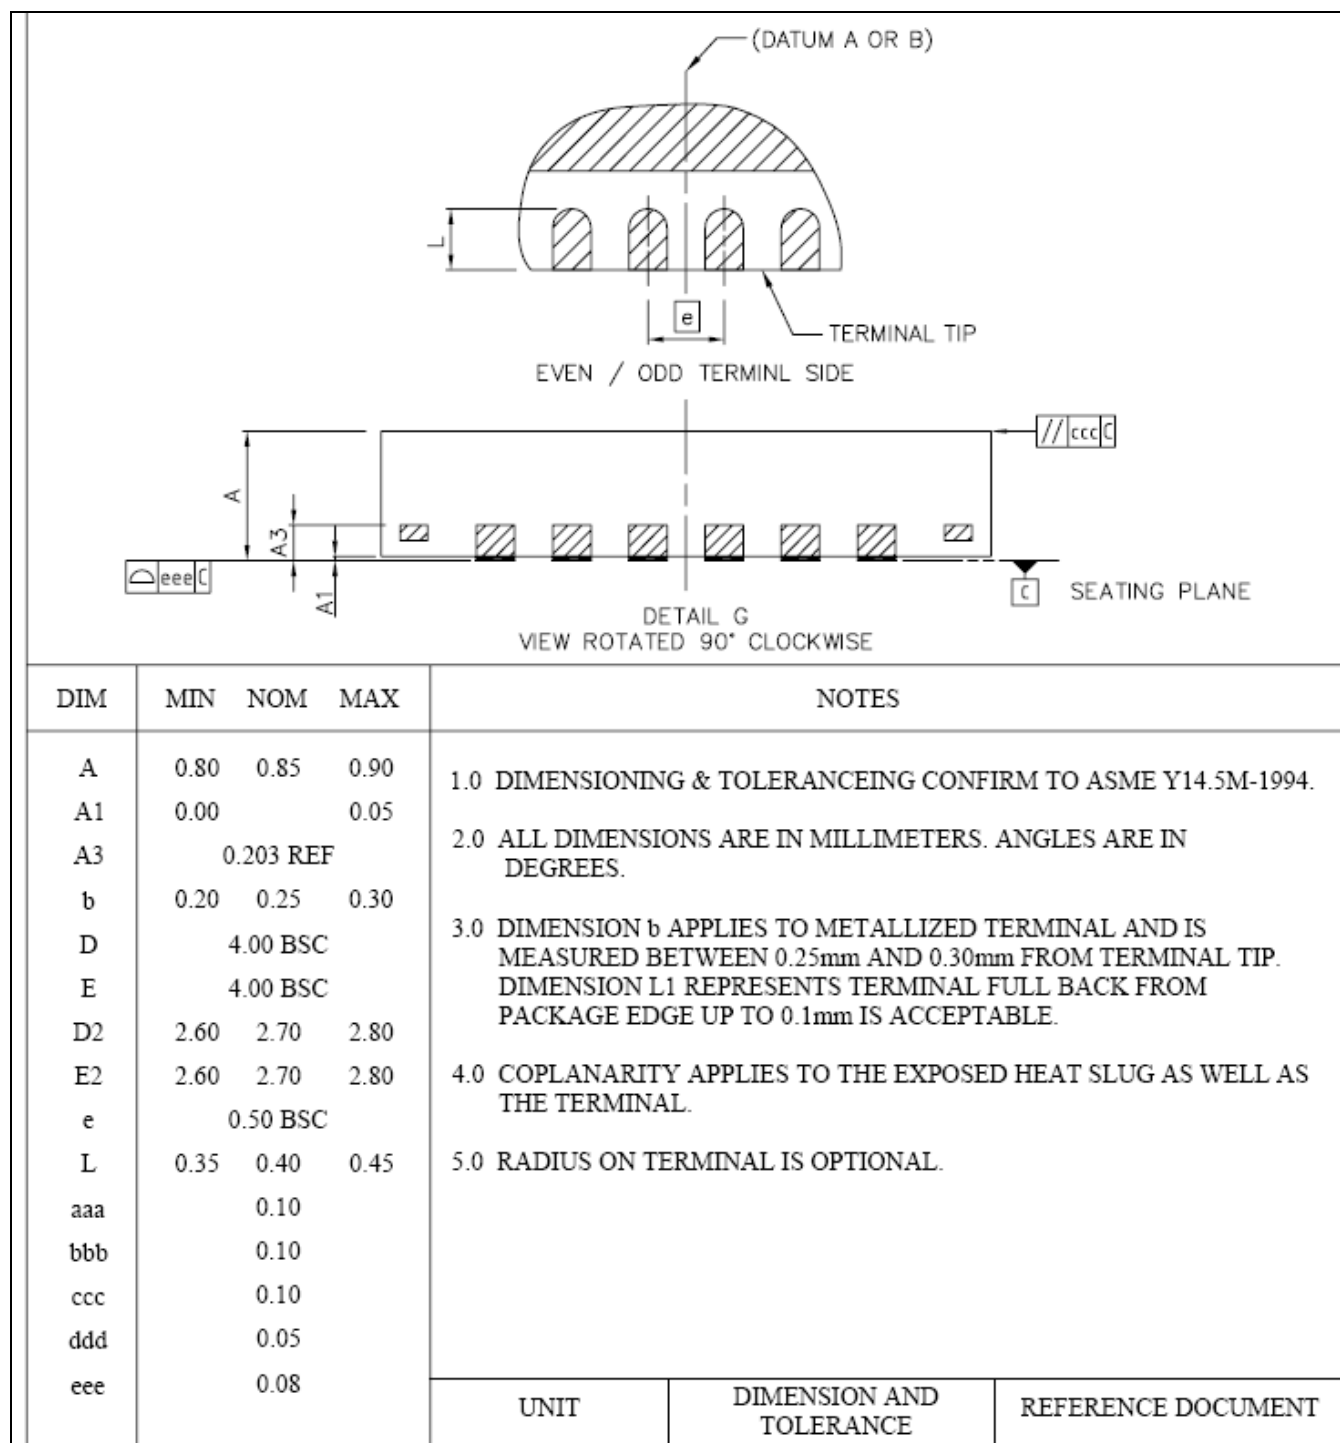 (DATUM A OR B)
L
e
TERMINAL TIP
EVEN / ODD TERMINL SIDE
// ccc C
A
A3
eee C
A1
C
SEATING PLANE
DETAIL G
VIEW ROTATED 90° CLOCKWISE
DIM MIN NOM MAX NOTES
A 0.80 0.85 0.90
A1 0.00 0.05
A3 0.203 REF
b 0.20 0.25 0.30
D 4.00 BSC
E 4.00 BSC
D2 2.60 2.70 2.80
E2 2.60 2.70 2.80
e 0.50 BSC
L 0.35 0.40 0.45
aaa 0.10
bbb 0.10
ccc 0.10
ddd 0.05
eee 0.08
1.0 DIMENSIONING & TOLERANCEING CONFIRM TO ASME Y14.5M-1994.
2.0 ALL DIMENSIONS ARE IN MILLIMETERS. ANGLES ARE IN
DEGREES.
3.0 DIMENSION b APPLIES TO METALLIZED TERMINAL AND IS
MEASURED BETWEEN 0.25mm AND 0.30mm FROM TERMINAL TIP.
DIMENSION L1 REPRESENTS TERMINAL FULL BACK FROM
PACKAGE EDGE UP TO 0.1mm IS ACCEPTABLE.
4.0 COPLANARITY APPLIES TO THE EXPOSED HEAT SLUG AS WELL AS
THE TERMINAL.
5.0 RADIUS ON TERMINAL IS OPTIONAL.
UNIT
DIMENSION AND
TOLERANCE
REFERENCE DOCUMENT